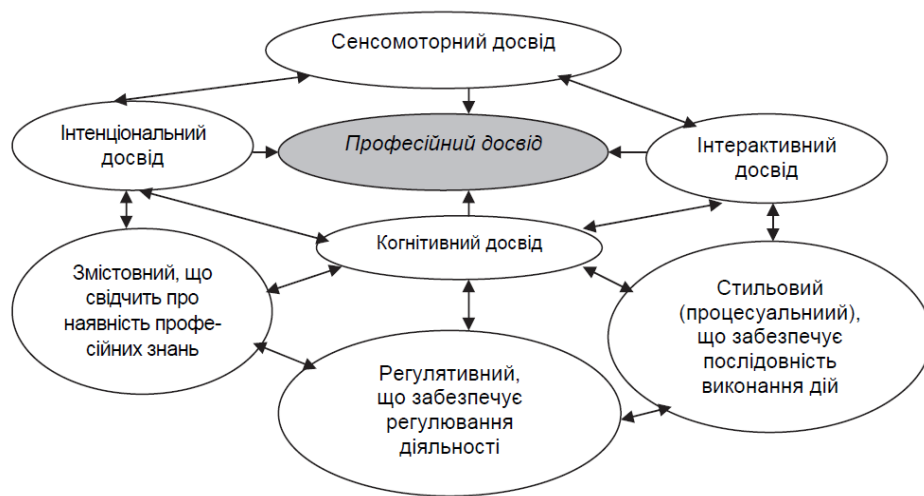 Сенсомоторний досвід
Інтенціональний
досвід
Професійний досвід
Інтерактивний
досвід
Когнітивний досвід
Змістовний, що
свідчить про
наявність профе-
сійних знань
Регулятивний,
що забезпечує
регулювання
діяльності
Стильовий
(процесуальниий),
що забезпечує
послідовність
виконання дій